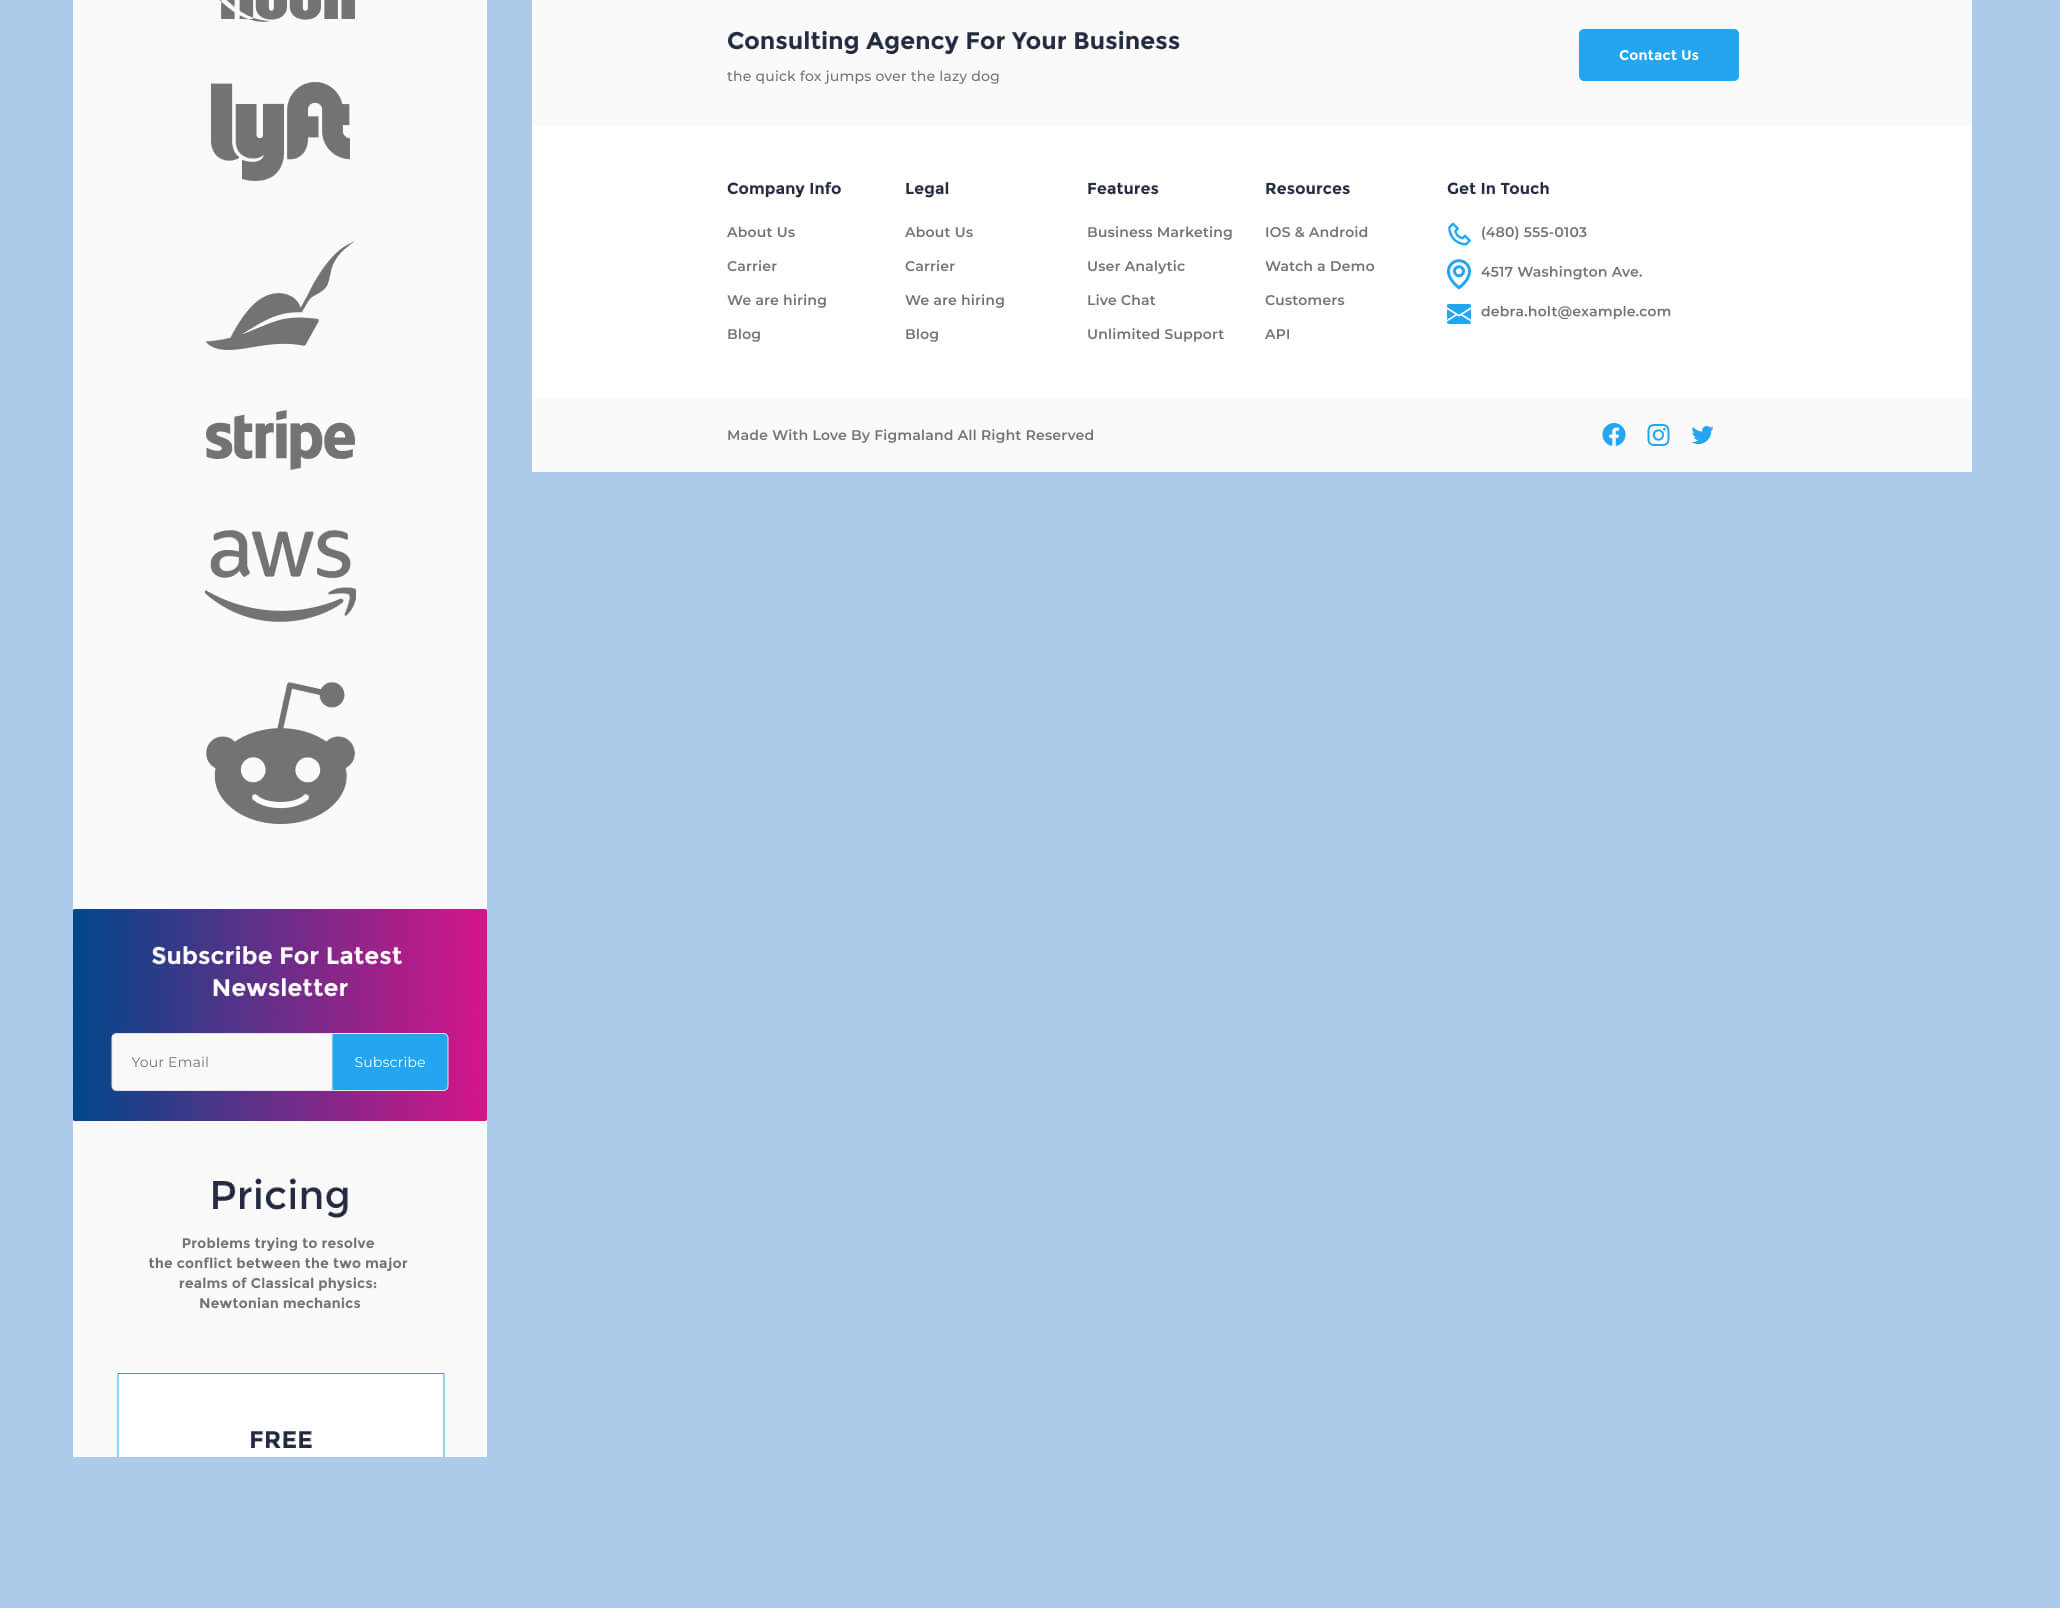 lyft
stripe
aws
Subscribe For Latest
Newsletter
Your Email
Subscribe
Pricing
Problems trying to resolve
the conflict between the two major
realms of Classical physics:
Newtonian mechanics
FREE
Consulting Agency For Your Business
the quick fox jumps over the lazy dog
Contact Us
Company Info
About Us
Carrier
We are hiring
Blog
Legal
About Us
Carrier
We are hiring
Blog
Features
Business Marketing
User Analytic
Live Chat
Unlimited Support
Resources
IOS & Android
Watch a Demo
Customers
API
Get In Touch
(480) 555-0103
4517 Washington Ave.
debra.holt@example.com
Made With Love By Figmaland All Right Reserved